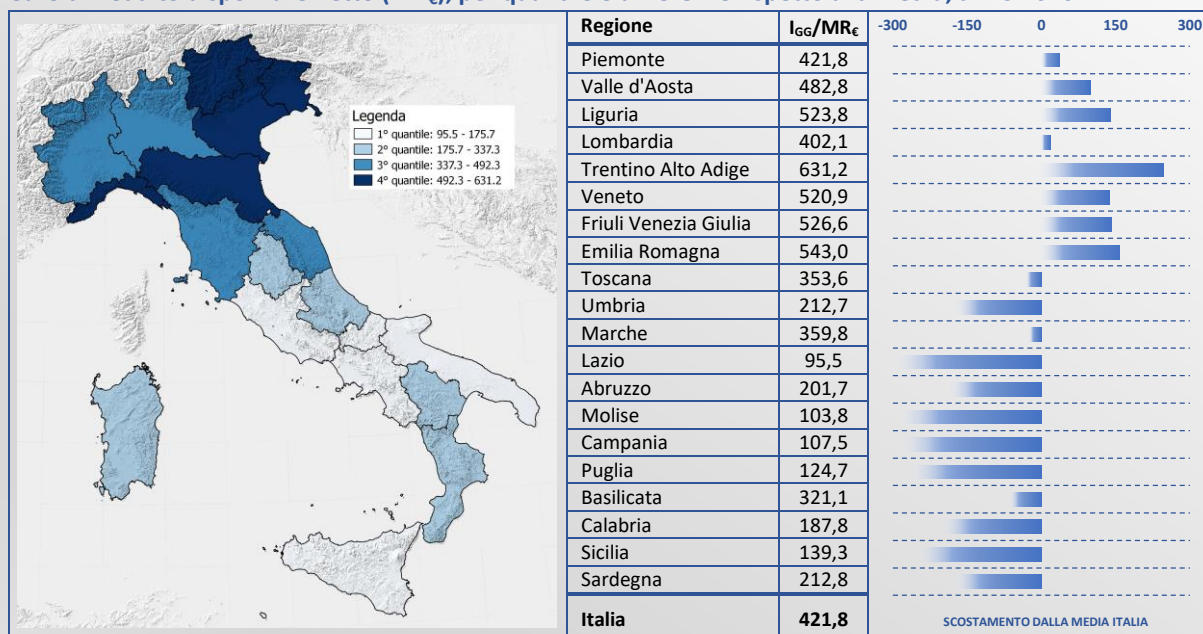 Regione I_GG/MR_€ -300 -150 0 150 300
Piemonte 421,8
Valle d'Aosta 482,8
Liguria 523,8
Lombardia 402,1
Trentino Alto Adige 631,2
Veneto 520,9
Friuli Venezia Giulia 526,6
Emilia Romagna 543,0
Toscana 353,6
Umbria 212,7
Marche 359,8
Lazio 95,5
Abruzzo 201,7
Molise 103,8
Campania 107,5
Puglia 124,7
Basilicata 321,1
Calabria 187,8
Sicilia 139,3
Sardegna 212,8
Italia 421,8
SCOSTAMENTO DALLA MEDIA ITALIA
Legenda
1° quantile: 95.5 - 175.7
2° quantile: 175.7 - 337.3
3° quantile: 337.3 - 492.3
4° quantile: 492.3 - 631.2